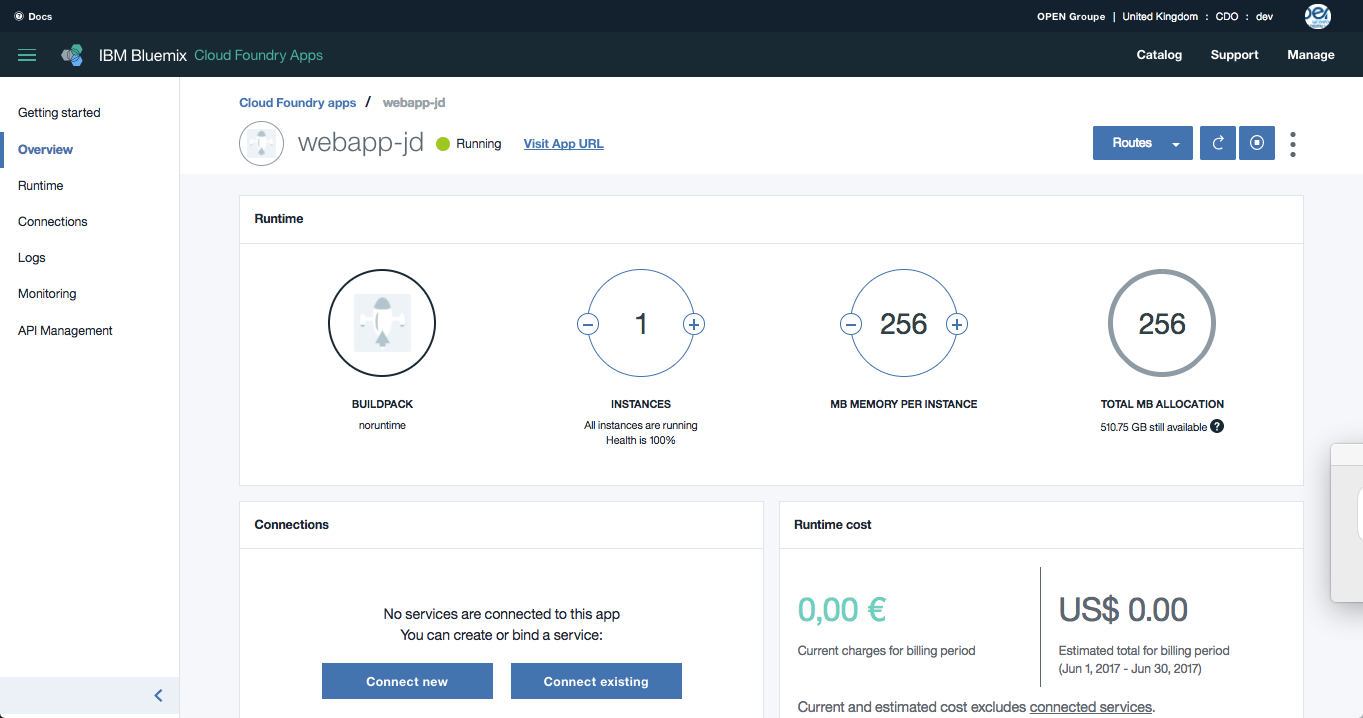 Docs
OPEN Groupe | United Kingdom : CDO : dev
IBM Bluemix Cloud Foundry Apps
Catalog Support Manage
Getting started
Overview
Runtime
Connections
Logs
Monitoring
API Management
Cloud Foundry apps / webapp-jd
webapp-jd Running Visit App URL
Routes
Runtime
1
256
256
BUILDPACK
noruntime
INSTANCES
All instances are running
Health is 100%
MB MEMORY PER INSTANCE
TOTAL MB ALLOCATION
510.75 GB still available ?
Connections
No services are connected to this app
You can create or bind a service:
Connect new
Connect existing
Runtime cost
0,00 €
Current charges for billing period
US$ 0.00
Estimated total for billing period
(Jun 1, 2017 - Jun 30, 2017)
Current and estimated cost excludes connected services.